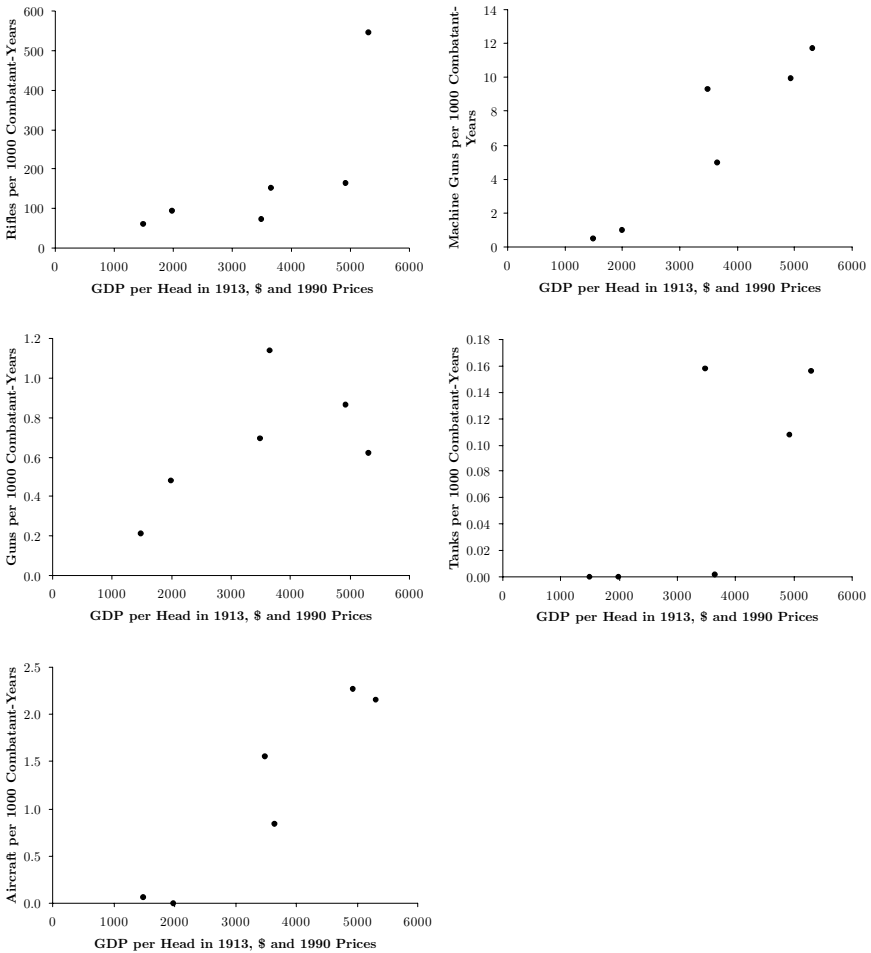 Rifles per 1000 Combatant-Years
600
500
400
300
200
100
0
0 1000 2000 3000 4000 5000 6000
GDP per Head in 1913, $ and 1990 Prices
Machine Guns per 1000 Combatant-
Years
14
12
10
8
6
4
2
0
0 1000 2000 3000 4000 5000 6000
GDP per Head in 1913, $ and 1990 Prices
Guns per 1000 Combatant-Years
1.2
1.0
0.8
0.6
0.4
0.2
0.0
0 1000 2000 3000 4000 5000 6000
GDP per Head in 1913, $ and 1990 Prices
Tanks per 1000 Combatant-Years
0.18
0.16
0.14
0.12
0.10
0.08
0.06
0.04
0.02
0.00
0 1000 2000 3000 4000 5000 6000
GDP per Head in 1913, $ and 1990 Prices
Aircraft per 1000 Combatant-Years
2.5
2.0
1.5
1.0
0.5
0.0
0 1000 2000 3000 4000 5000 6000
GDP per Head in 1913, $ and 1990 Prices